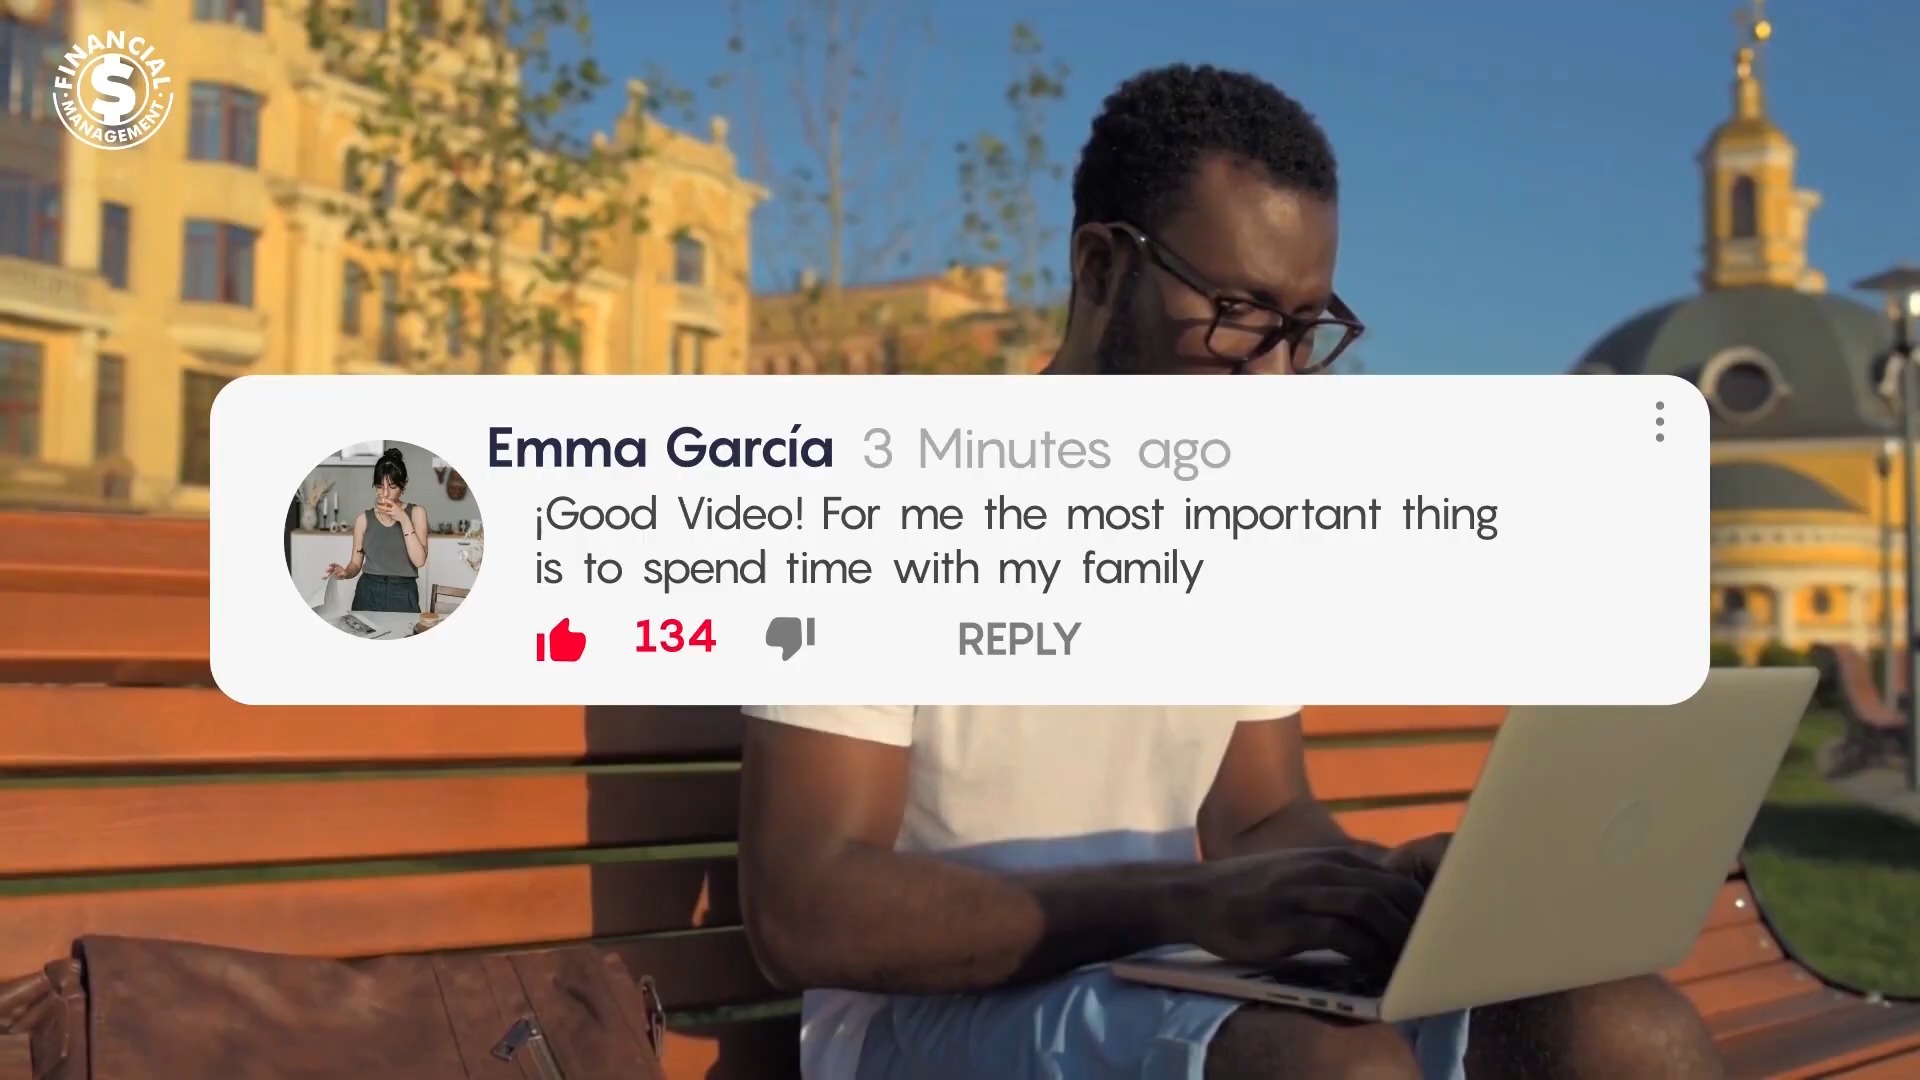 FINANCIAL
MANAGEMENT
Emma García 3 Minutes ago
¡Good Video! For me the most important thing
is to spend time with my family
134 REPLY